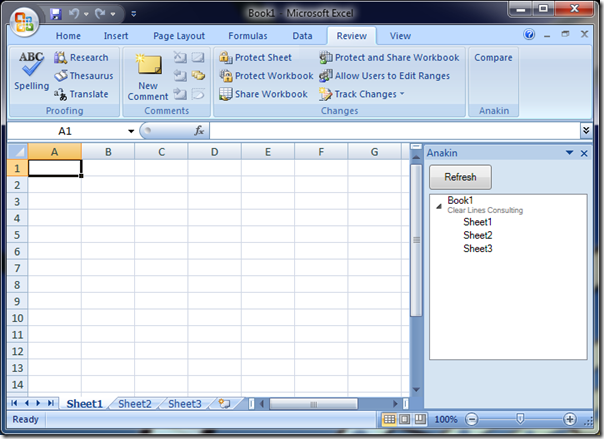 Book1 - Microsoft Excel
Home Insert Page Layout Formulas Data Review View
ABC Research Protect Sheet Protect and Share Workbook Compare
Spelling Thesaurus New Comment Protect Workbook Allow Users to Edit Ranges
Translate Share Workbook Track Changes
Proofing Comments Changes Anakin
A1 fx Anakin
A B C D E F G
Refresh
1
2
3
4
5
6
7
8
9
10
11
12
13
14
Book1
Clear Lines Consulting
Sheet1
Sheet2
Sheet3
Sheet1 Sheet2 Sheet3
Ready 100%